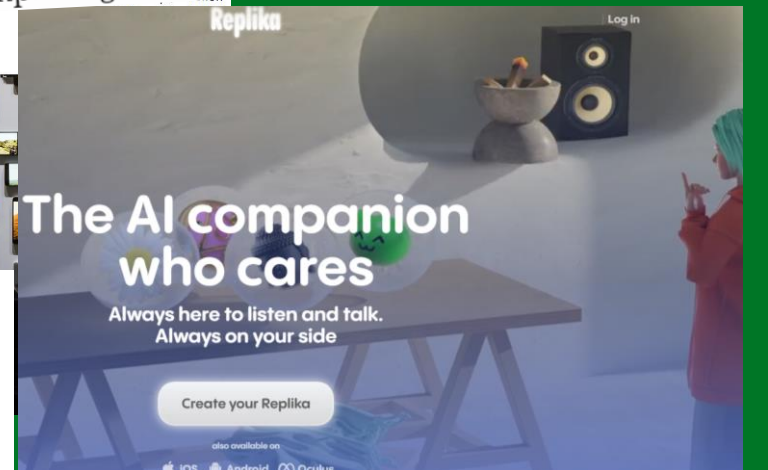 Replika
Log in
The AI companion
who cares
Always here to listen and talk.
Always on your side
Create your Replika
also available on
iOS Android Oculus